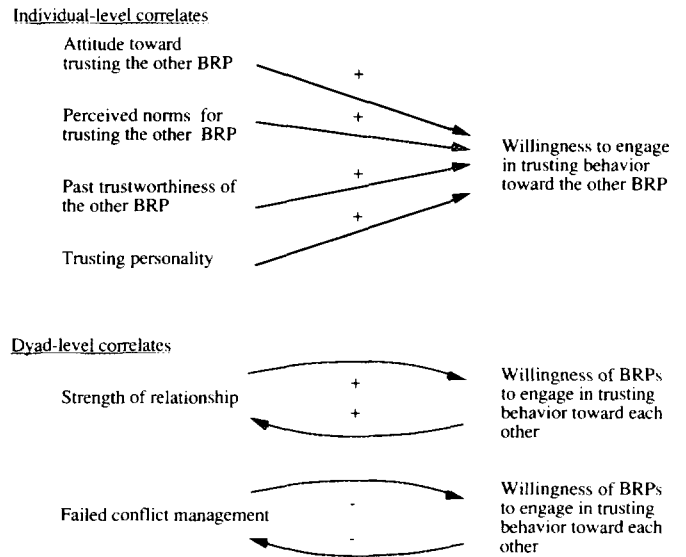 Individual-level correlates
Attitude toward
trusting the other BRP
+
Perceived norms for
trusting the other BRP
+
Willingness to engage
in trusting behavior
toward the other BRP
Past trustworthiness of
the other BRP
+
+
Trusting personality
Dyad-level correlates
Strength of relationship
+
+
Willingness of BRPs
to engage in trusting
behavior toward each
other
Failed conflict management
-
-
Willingness of BRPs
to engage in trusting
behavior toward each
other